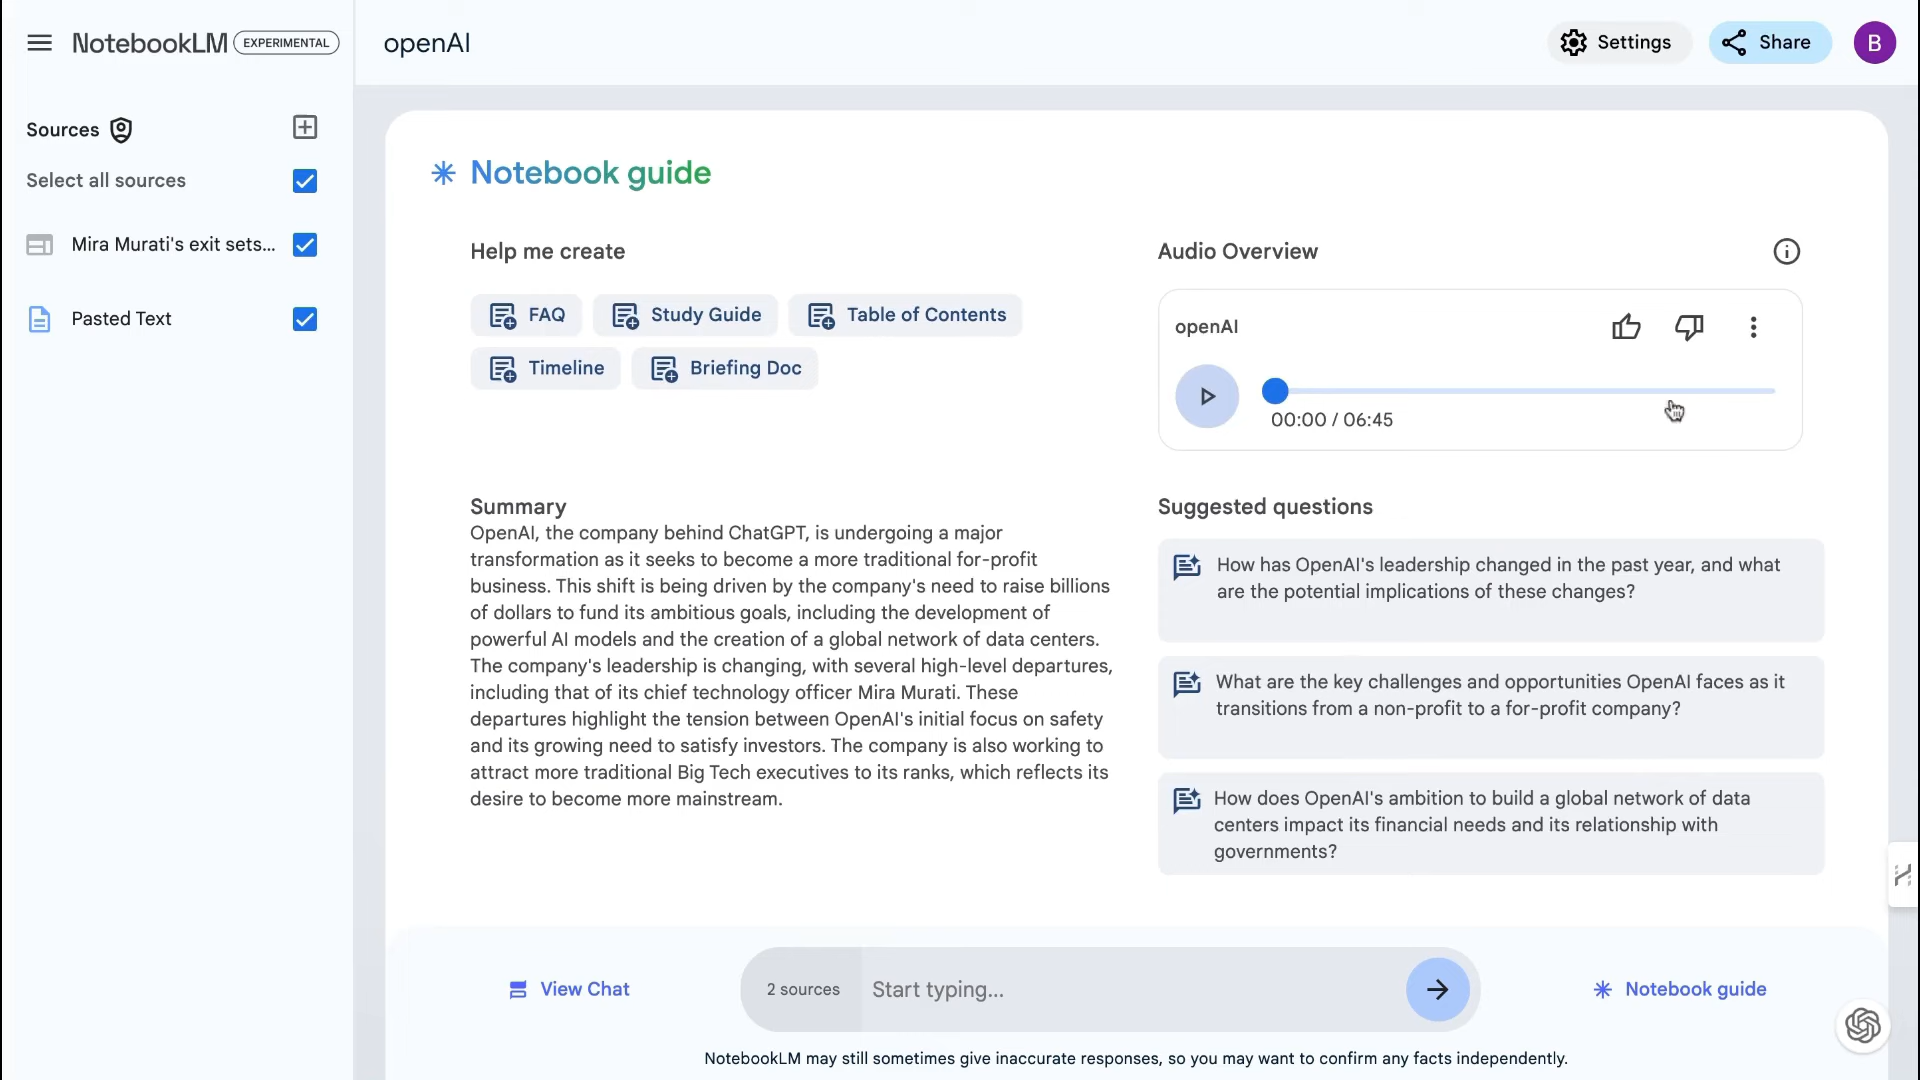 NotebookLM EXPERIMENTAL
openAI
Settings
Share
B
Sources
Select all sources
Mira Murati's exit sets...
Pasted Text
Notebook guide
Help me create
FAQ
Study Guide
Table of Contents
Timeline
Briefing Doc
Audio Overview
openAI
00:00 / 06:45
Summary
OpenAI, the company behind ChatGPT, is undergoing a major
transformation as it seeks to become a more traditional for-profit
business. This shift is being driven by the company's need to raise billions
of dollars to fund its ambitious goals, including the development of
powerful AI models and the creation of a global network of data centers.
The company's leadership is changing, with several high-level departures,
including that of its chief technology officer Mira Murati. These
departures highlight the tension between OpenAI's initial focus on safety
and its growing need to satisfy investors. The company is also working to
attract more traditional Big Tech executives to its ranks, which reflects its
desire to become more mainstream.
Suggested questions
How has OpenAI's leadership changed in the past year, and what
are the potential implications of these changes?
What are the key challenges and opportunities OpenAI faces as it
transitions from a non-profit to a for-profit company?
How does OpenAI's ambition to build a global network of data
centers impact its financial needs and its relationship with
governments?
View Chat
2 sources
Start typing...
Notebook guide
NotebookLM may still sometimes give inaccurate responses, so you may want to confirm any facts independently.